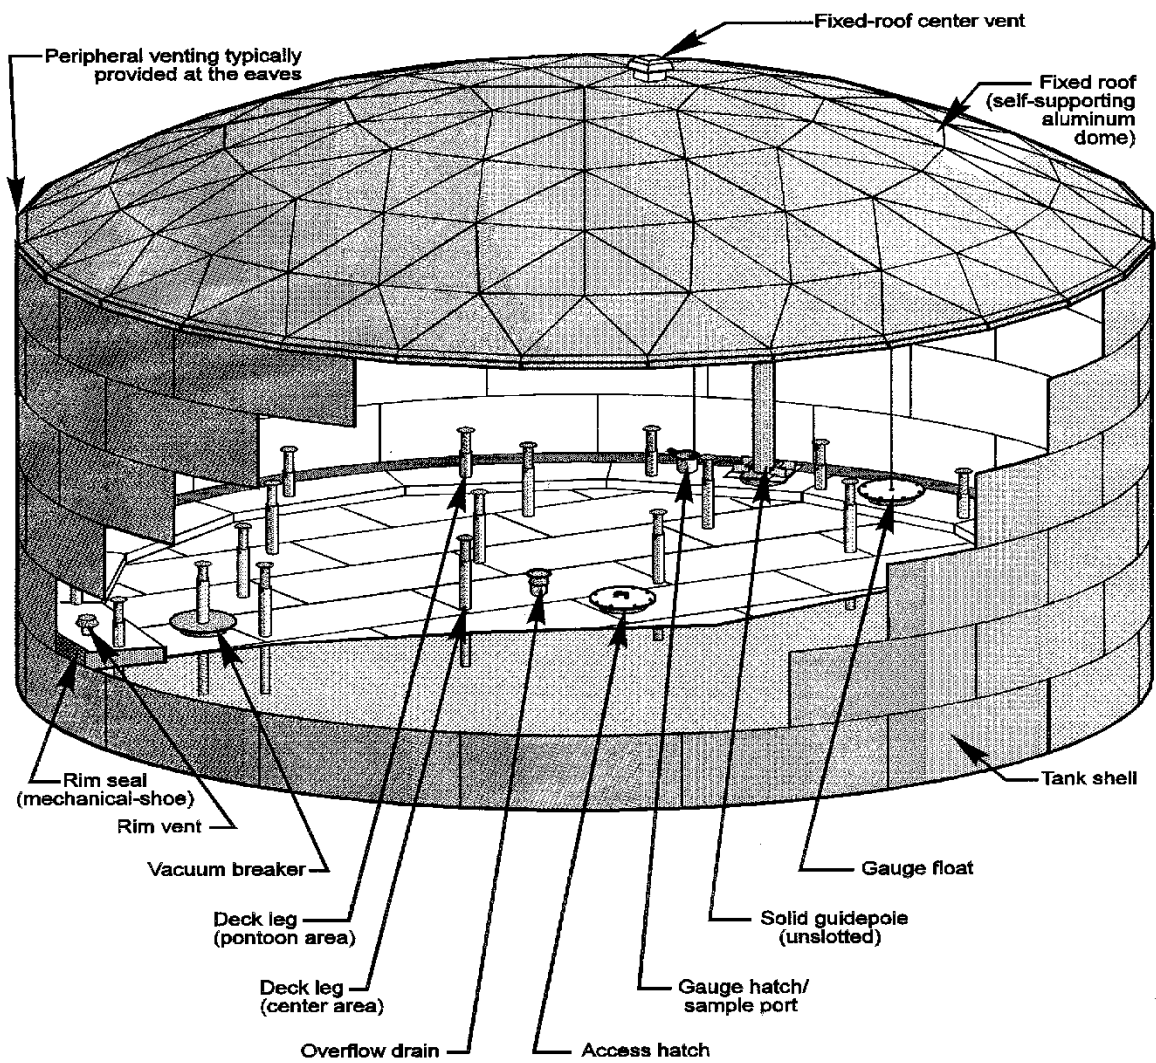 Fixed-roof center vent
Peripheral venting typically
provided at the eaves
Fixed roof
(self-supporting
aluminum
dome)
Rim seal
(mechanical-shoe)
Tank shell
Rim vent
Vacuum breaker
Gauge float
Deck leg
(pontoon area)
Solid guidepole
(unslotted)
Deck leg
(center area)
Gauge hatch/
sample port
Overflow drain
Access hatch